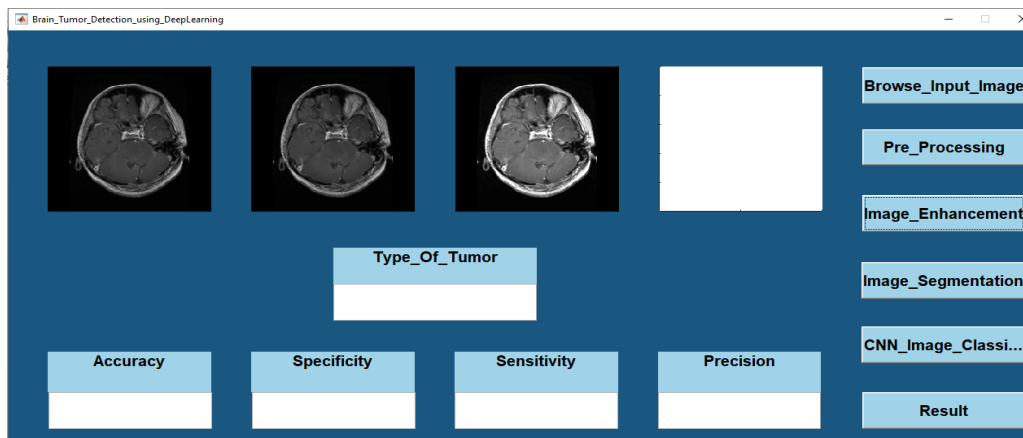 Brain_Tumor_Detection_using_DeepLearning
Browse_Input_Image
Pre_Processing
Image_Enhancement
Type_Of_Tumor
Image_Segmentation
CNN_Image_Classi...
Accuracy
Specificity
Sensitivity
Precision
Result